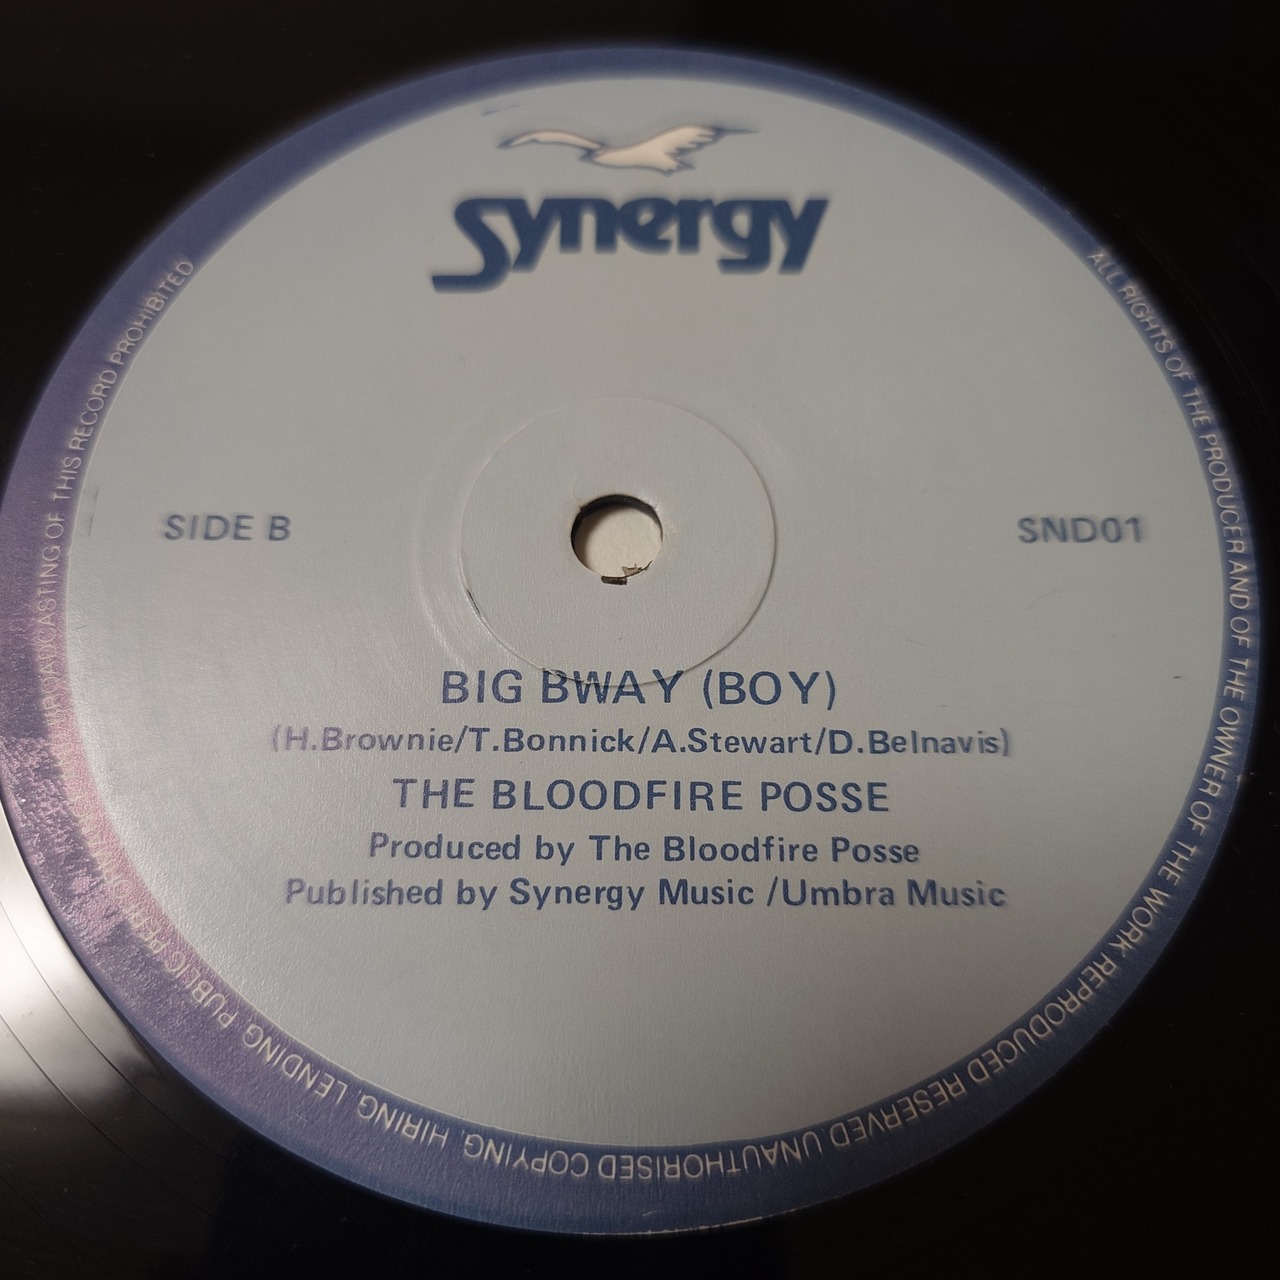 synergy
SIDE B
SND01
BIG BWAY (BOY)
(H.Brownie/T.Bonnick/A.Stewart/D.Belnavis)
THE BLOODFIRE POSSE
Produced by The Bloodfire Posse
Published by Synergy Music /Umbra Music
ALL RIGHTS OF THE PRODUCER AND OF THE OWNER OF THE WORK REPRODUCED RESERVED. UNAUTHORISED COPYING, HIRING, LENDING, PUBLIC BROADCASTING OF THIS RECORD PROHIBITED